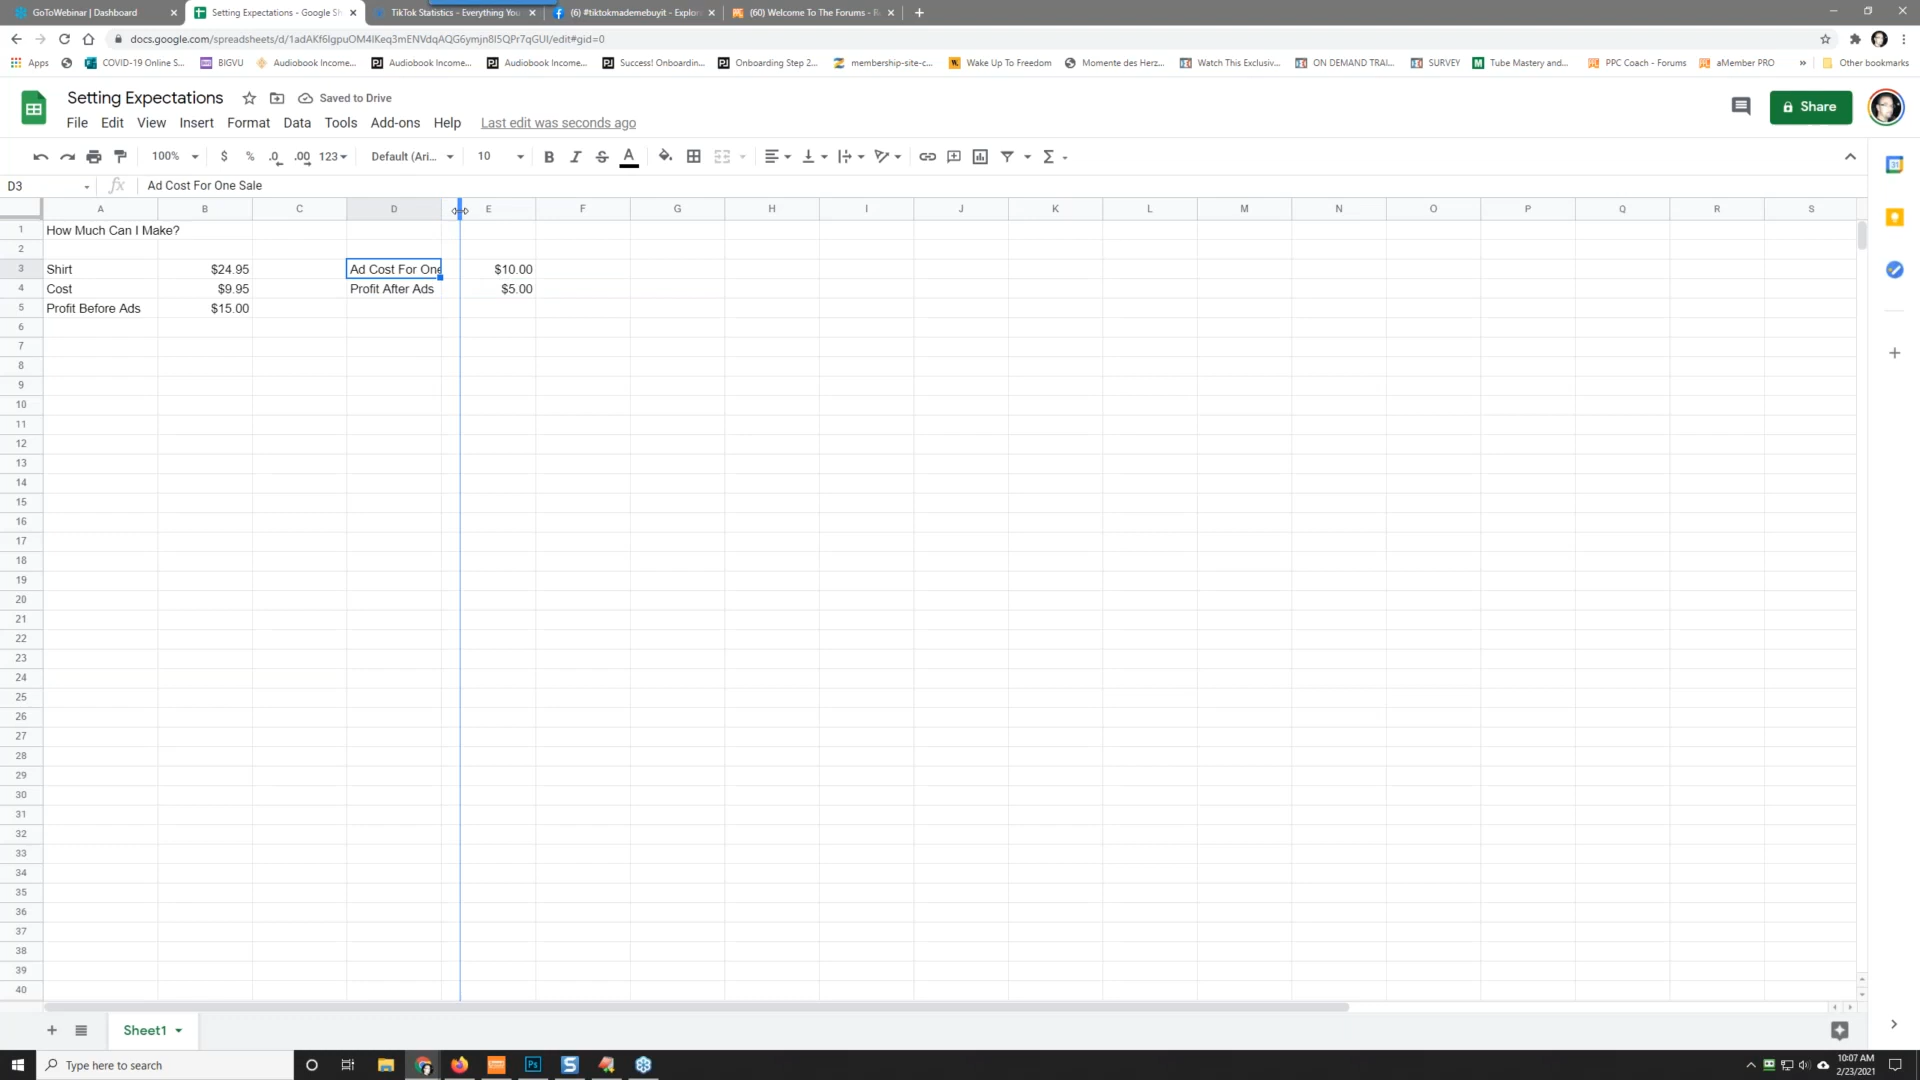 GoToWebinar | Dashboard
Setting Expectations - Google Sh
TikTok Statistics - Everything You
(6) #tiktokmademebuyit - Explor
(60) Welcome To The Forums - R
docs.google.com/spreadsheets/d/1adAKf6IgpuOM4IKeq3mENVdqAQG6ymjn8I5QPr7qGUI/edit#gid=0
Apps
COVID-19 Online S...
BIGVU
Audiobook Income...
Audiobook Income...
Audiobook Income...
Success! Onboardin...
Onboarding Step 2...
membership-site-c...
Wake Up To Freedom
Momente des Herz...
Watch This Exclusiv...
ON DEMAND TRAI...
SURVEY
Tube Mastery and...
PPC Coach - Forums
aMember PRO
»
Other bookmarks
Setting Expectations
Saved to Drive
Share
File Edit View Insert Format Data Tools Add-ons Help Last edit was seconds ago
100% $ % .0 .00 123 Default (Ari... 10 B I S A
D3 fx Ad Cost For One Sale
A B C D E F G H I J K L M N O P Q R S
1 How Much Can I Make?
2
3 Shirt $24.95 Ad Cost For One $10.00
4 Cost $9.95 Profit After Ads $5.00
5 Profit Before Ads $15.00
6
7
8
9
10
11
12
13
14
15
16
17
18
19
20
21
22
23
24
25
26
27
28
29
30
31
32
33
34
35
36
37
38
39
40
Sheet1
Type here to search
Ps
S
10:07 AM
2/23/2021